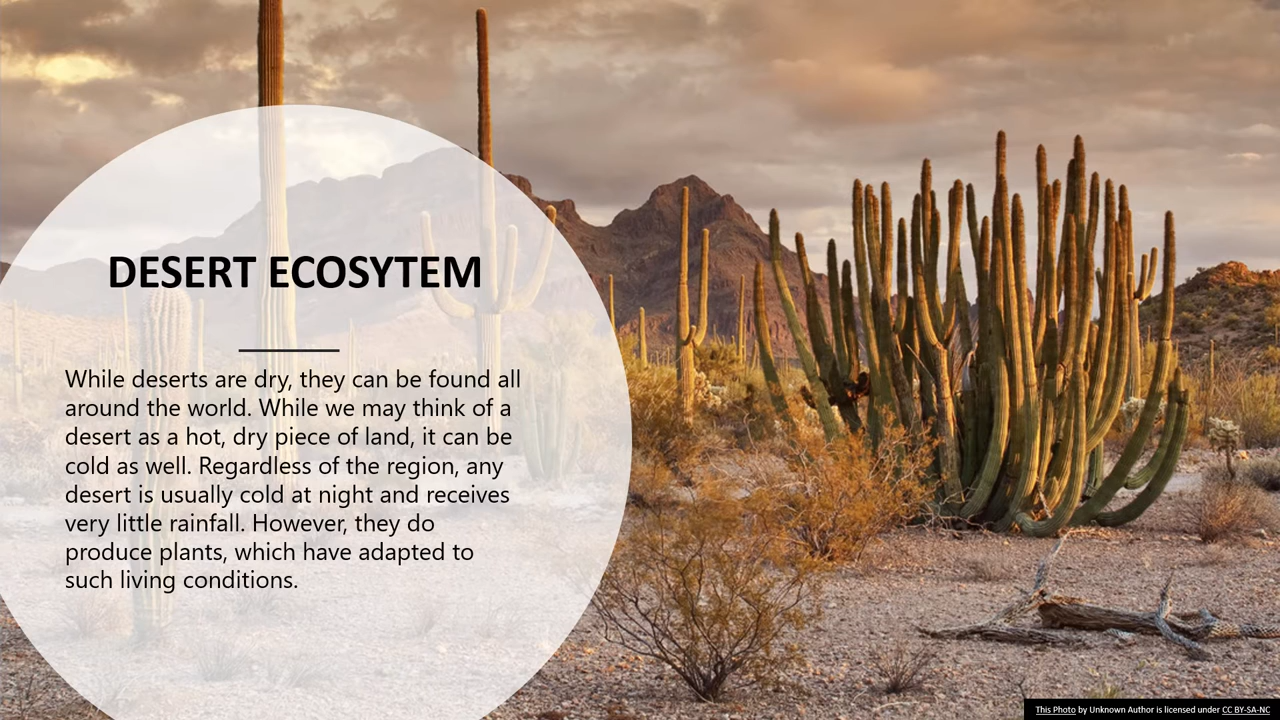 DESERT ECOSYTEM
While deserts are dry, they can be found all
around the world. While we may think of a
desert as a hot, dry piece of land, it can be
cold as well. Regardless of the region, any
desert is usually cold at night and receives
very little rainfall. However, they do
produce plants, which have adapted to
such living conditions.
This Photo by Unknown Author is licensed under CC BY-SA-NC